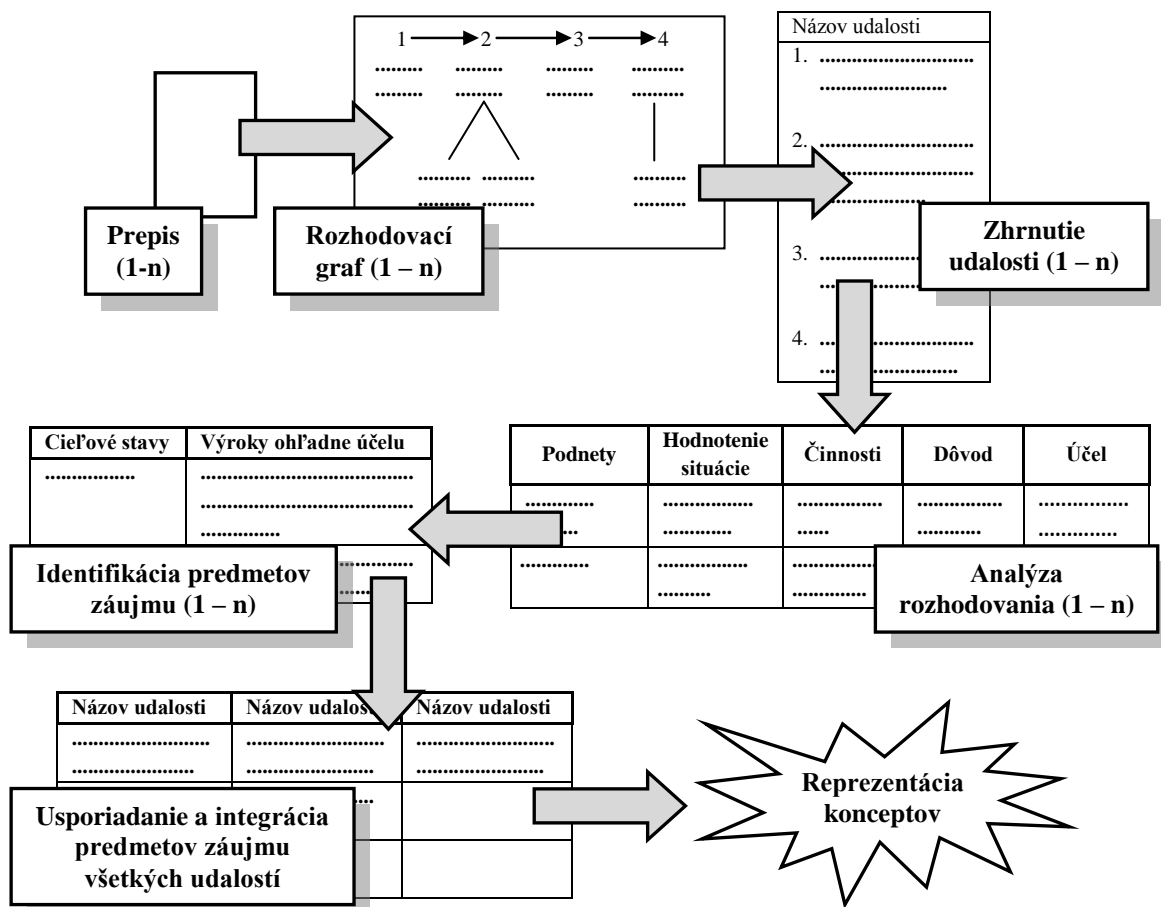 1 2 3 4
Prepis
(1-n)
Rozhodovací
graf (1 – n)
Názov udalosti
1.
2.
3.
4.
Zhrnutie
udalosti (1 – n)
Podnety
Hodnotenie
situácie
Činnosti
Dôvod
Účel
Analýza
rozhodovania (1 – n)
Cieľové stavy
Výroky ohľadne účelu
Identifikácia predmetov
záujmu (1 – n)
Názov udalosti
Názov udalosti
Názov udalosti
Usporiadanie a integrácia
predmetov záujmu
všetkých udalostí
Reprezentácia
konceptov